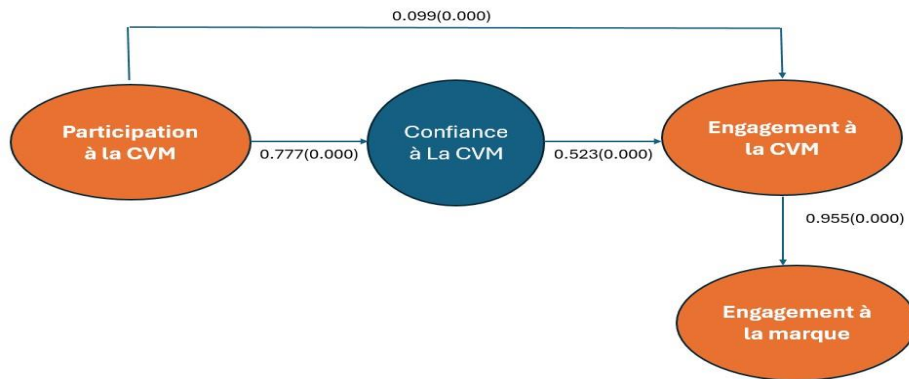 0.099(0.000)
Participation
à la CVM
0.777(0.000)
Confiance
à La CVM
0.523(0.000)
Engagement à
la CVM
0.955(0.000)
Engagement à
la marque